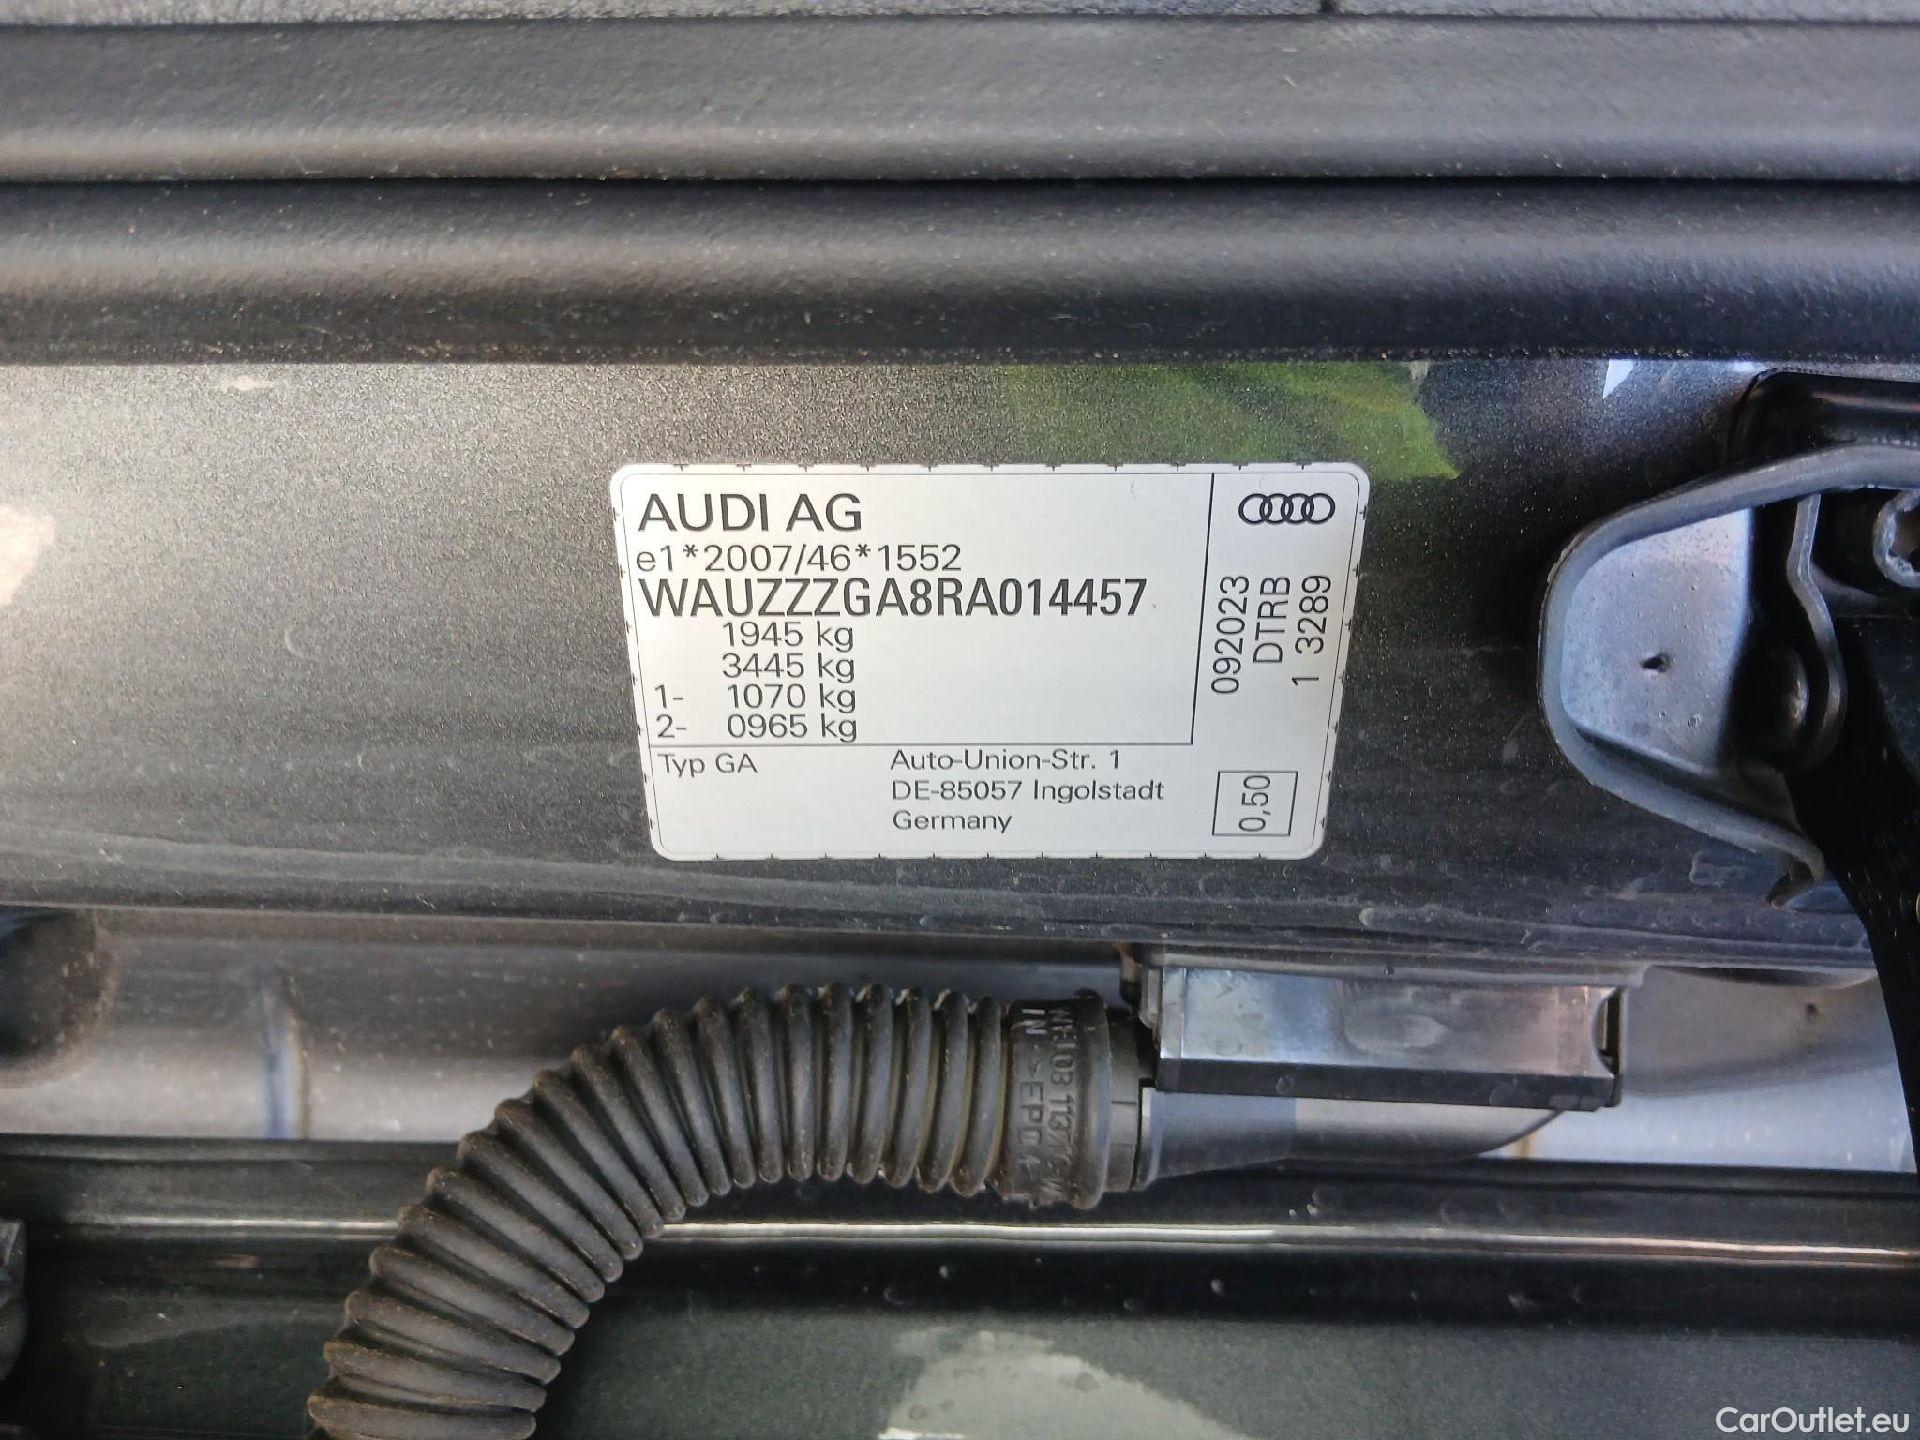 AUDI AG
e1*2007/46*1552
WAUZZZGA8RA014457
1945 kg
3445 kg
1- 1070 kg
2- 0965 kg
Typ GA
Auto-Union-Str. 1
DE-85057 Ingolstadt
Germany
092023
DTRB
1 3289
0,50
CarOutlet.eu